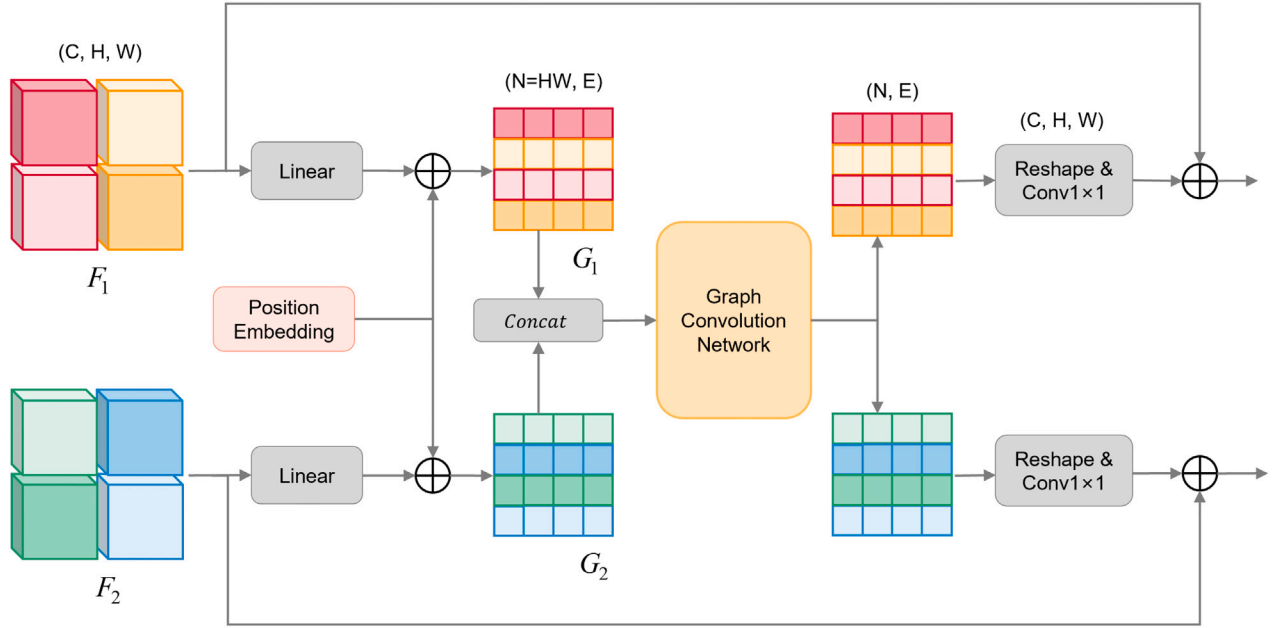 (C, H, W)
(N=HW, E)
(N, E)
(C, H, W)
Linear
Reshape &
Conv1×1
F1
G1
Position
Embedding
Concat
Graph
Convolution
Network
Linear
Reshape &
Conv1×1
F2
G2